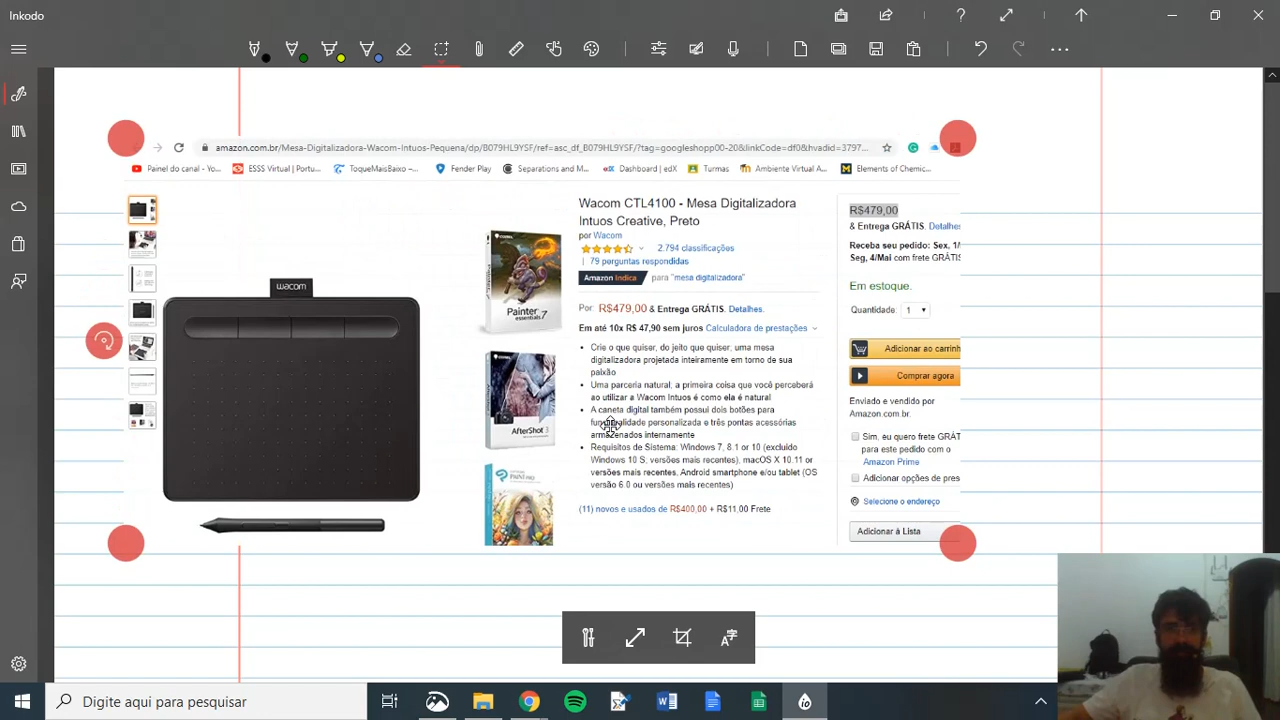 Inkodo
amazon.com.br/Mesa-Digitalizadora-Wacom-Intuos-Pequena/dp/B079HL9YSF/ref=asc_df_B079HL9YSF/?tag=googleshopp00-20&linkCode=df0&hvadid=3797...
Painel do canal - Yo...
ESSS Virtual | Portu...
ToqueMaisBaixo –...
Fender Play
Separations and M...
Dashboard | edX
Turmas
Ambiente Virtual A...
Elements of Chemic...
wacom
Painter
essentials 7
AfterShot 3
Wacom CTL4100 - Mesa Digitalizadora
Intuos Creative, Preto
por Wacom
2.794 classificações
| 79 perguntas respondidas
Amazon Indica para "mesa digitalizadora"
Por: R$479,00 & Entrega GRÁTIS. Detalhes.
Em até 10x R$ 47,90 sem juros Calculadora de prestações
• Crie o que quiser, do jeito que quiser; uma mesa
digitalizadora projetada inteiramente em torno de sua
paixão
• Uma parceria natural, a primeira coisa que você perceberá
ao utilizar a Wacom Intuos é como ela é natural
• A caneta digital também possui dois botões para
funcionalidade personalizada e três pontas acessórias
armazenados internamente
• Requisitos de Sistema: Windows 7, 8.1 or 10 (excluido
Windows 10 S, versões mais recentes), macOS X 10.11 or
versões mais recentes, Android smartphone e/ou tablet (OS
versão 6.0 ou versões mais recentes)
(11) novos e usados de R$400,00 + R$11,00 Frete
R$479,00
& Entrega GRÁTIS. Detalhes
Receba seu pedido: Sex, 1/
Seg, 4/Mai com frete GRÁTIS
Em estoque.
Quantidade: 1
Adicionar ao carrinh
Comprar agora
Enviado e vendido por
Amazon.com.br.
Sim, eu quero frete GRÁT
para este pedido com o
Amazon Prime
Adicionar opções de pres
Selecione o endereço
Adicionar à Lista
Digite aqui para pesquisar